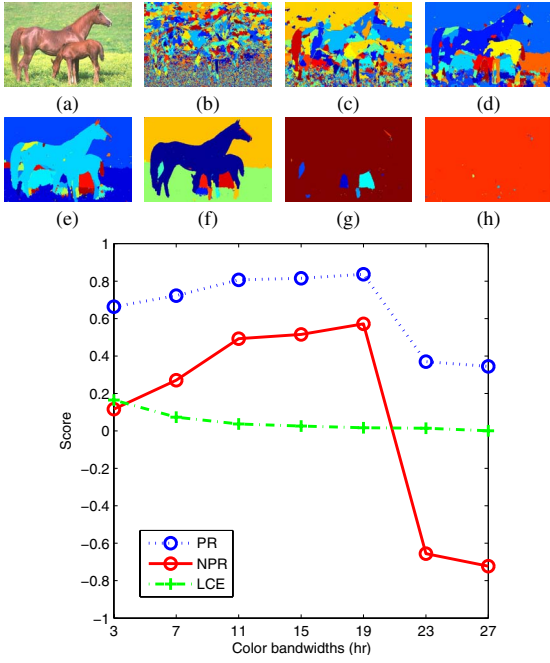 (a) (b) (c) (d)
(e) (f) (g) (h)
1
0.8
0.6
0.4
0.2
0
−0.2
−0.4
−0.6
−0.8
−1
Score
PR
NPR
LCE
3 7 11 15 19 23 27
Color bandwidths (hr)